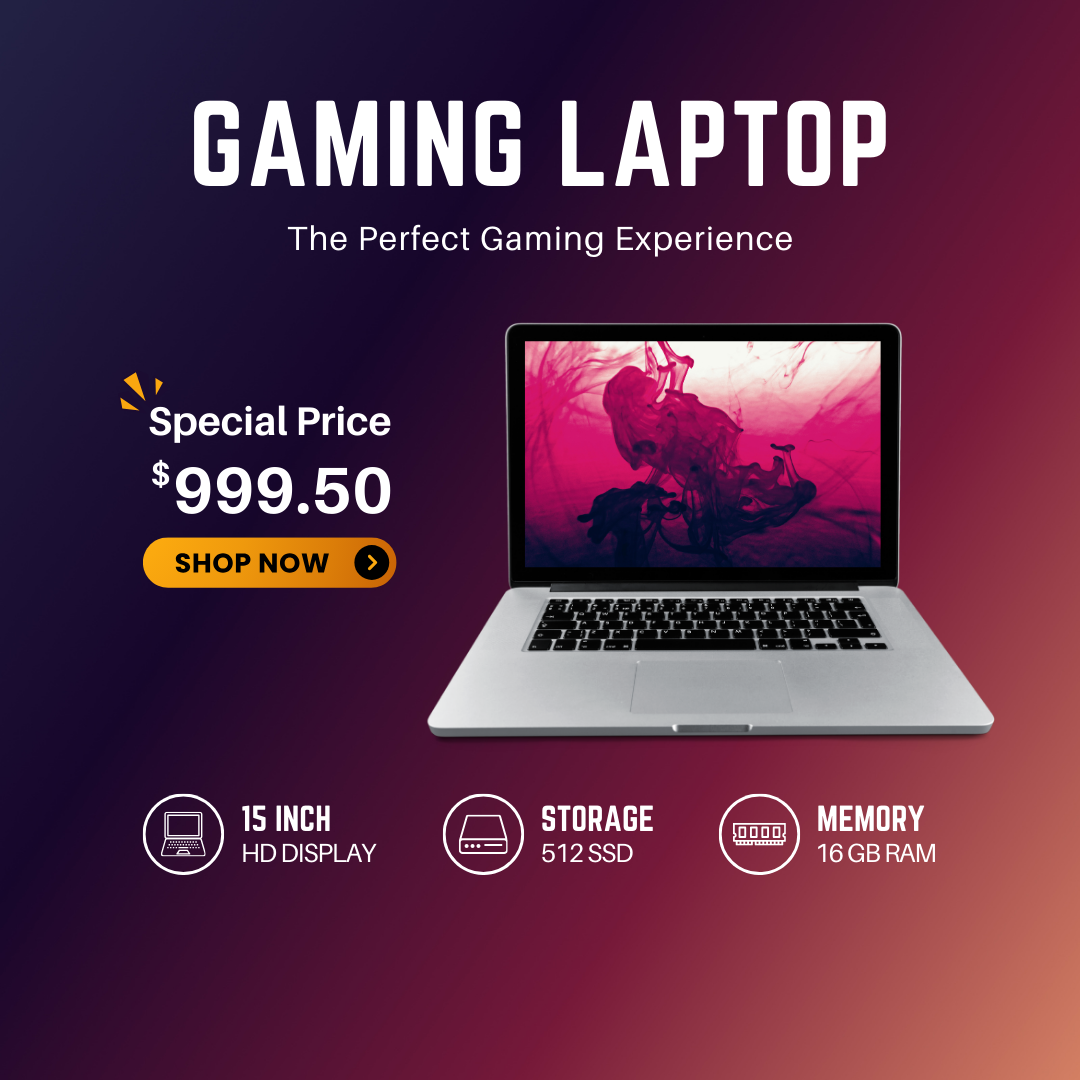 GAMING LAPTOP
The Perfect Gaming Experience
Special Price
$999.50
SHOP NOW
15 INCH
HD DISPLAY
STORAGE
512 SSD
MEMORY
16 GB RAM